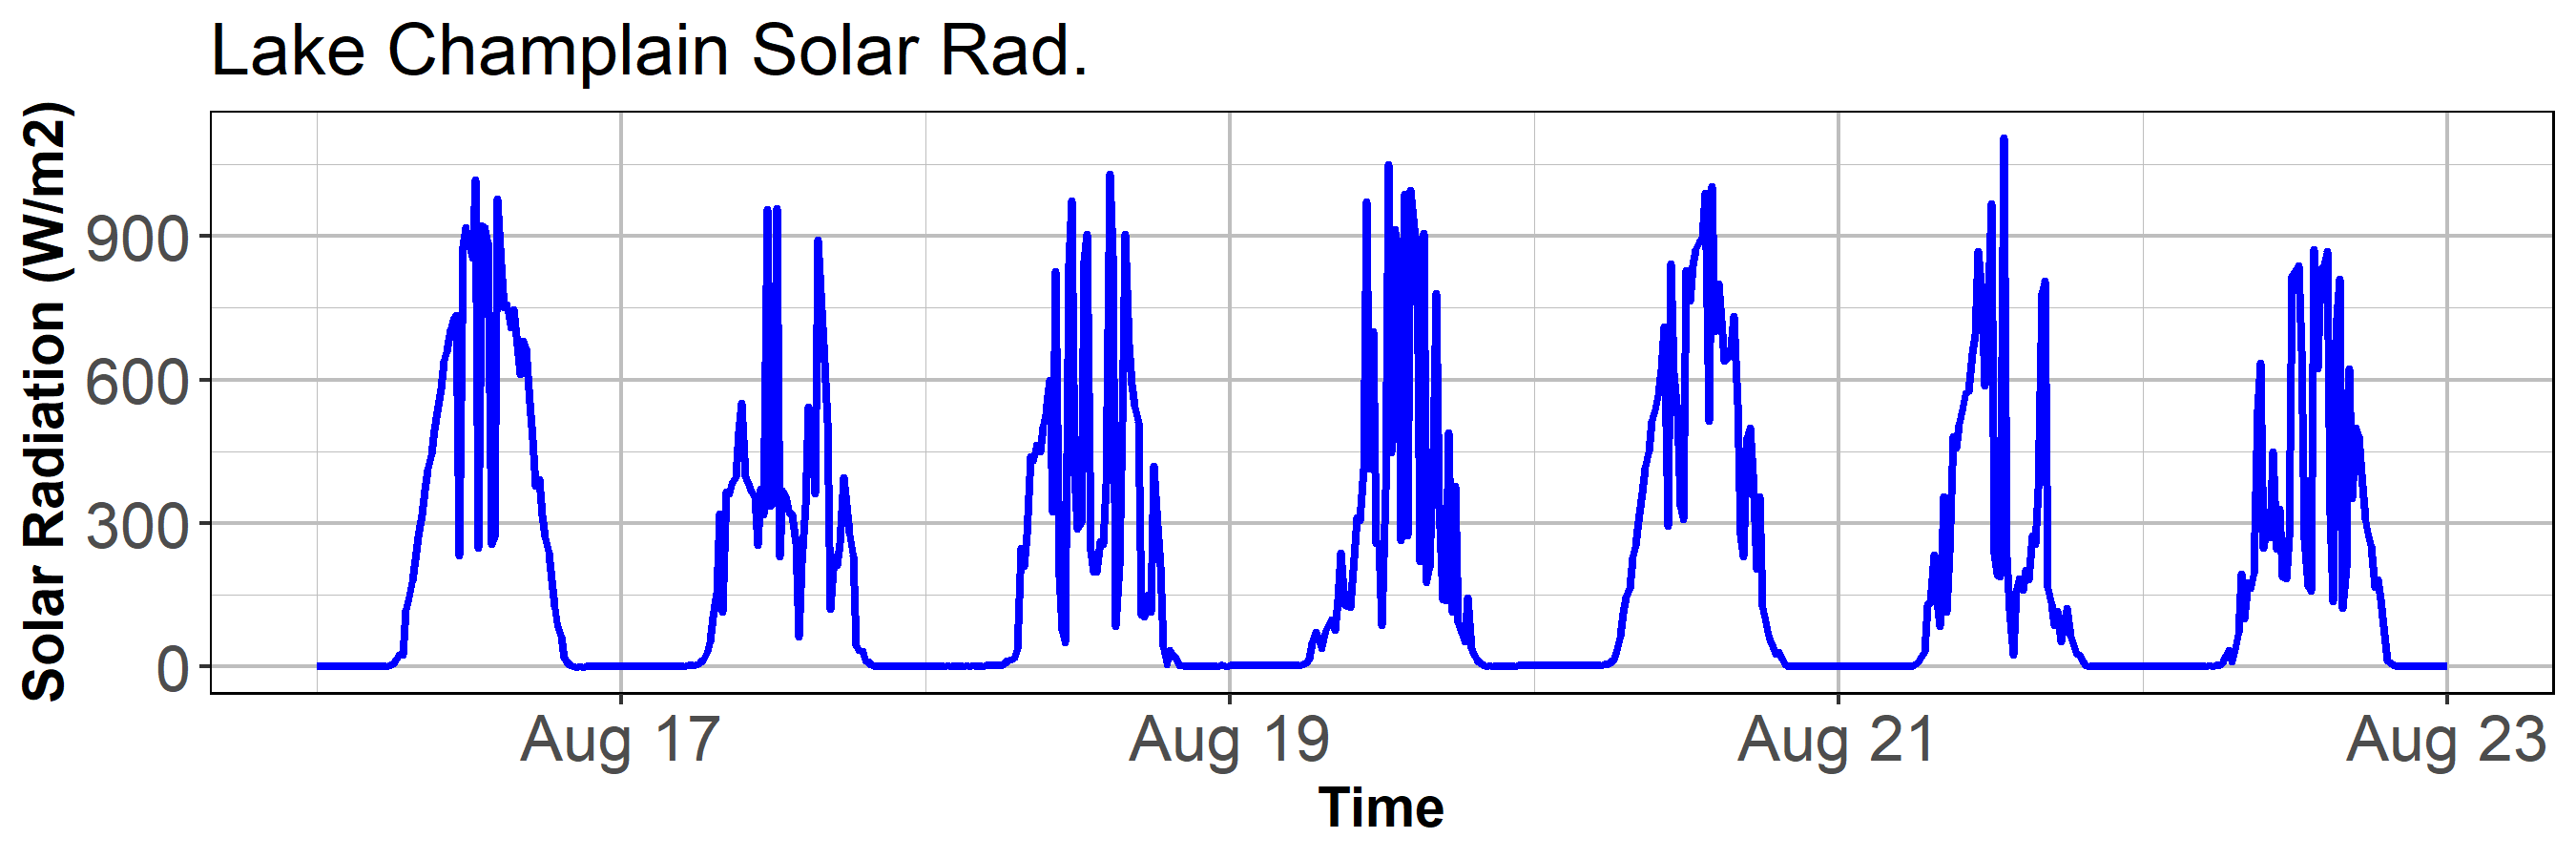 Lake Champlain Solar Rad.
Solar Radiation (W/m2)
900
600
300
0
Aug 17 Aug 19 Aug 21 Aug 23
Time